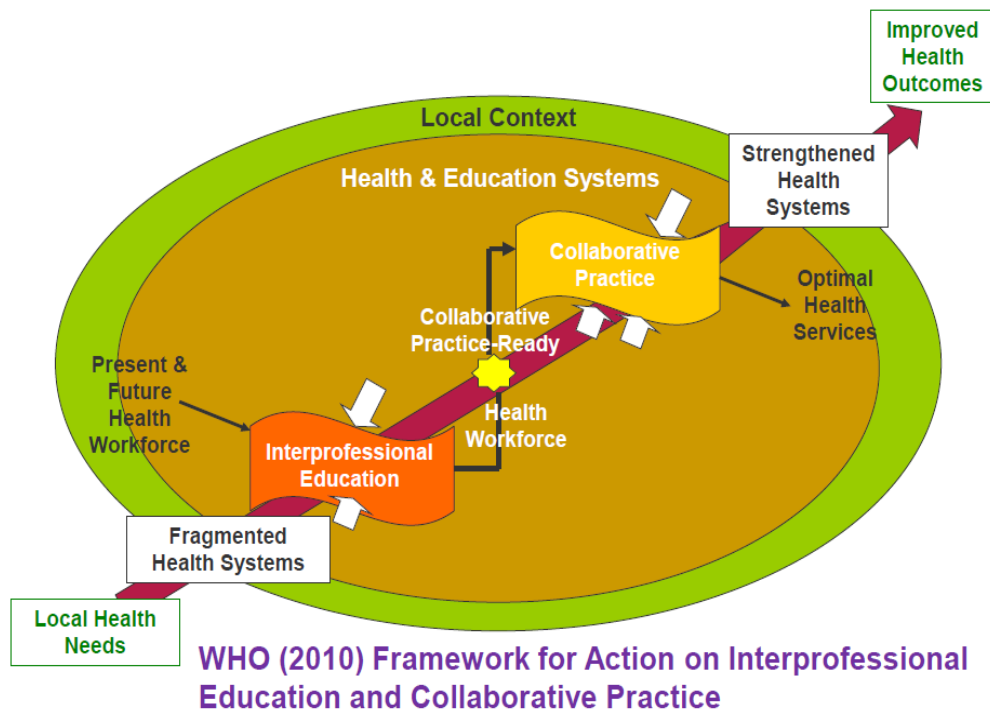 Improved
Health
Outcomes
Local Context
Strengthened
Health
Systems
Health & Education Systems
Collaborative
Practice
Optimal
Health
Services
Collaborative
Practice-Ready
Present &
Future
Health
Workforce
Health
Workforce
Interprofessional
Education
Fragmented
Health Systems
Local Health
Needs
WHO (2010) Framework for Action on Interprofessional
Education and Collaborative Practice